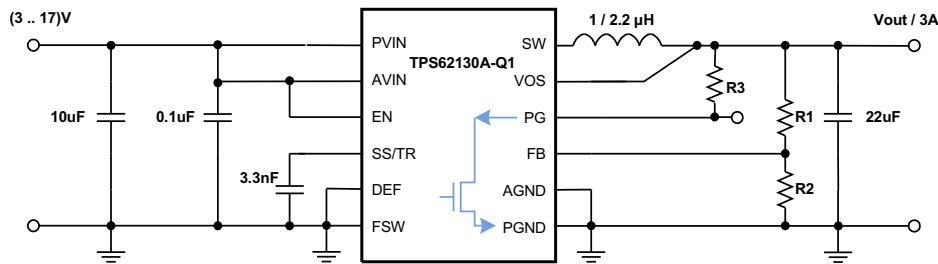 (3 .. 17)V
1 / 2.2 µH
Vout / 3A
PVIN
SW
TPS62130A-Q1
AVIN
VOS
R3
10uF
0.1uF
EN
PG
R1
22uF
SS/TR
FB
3.3nF
DEF
AGND
R2
FSW
PGND